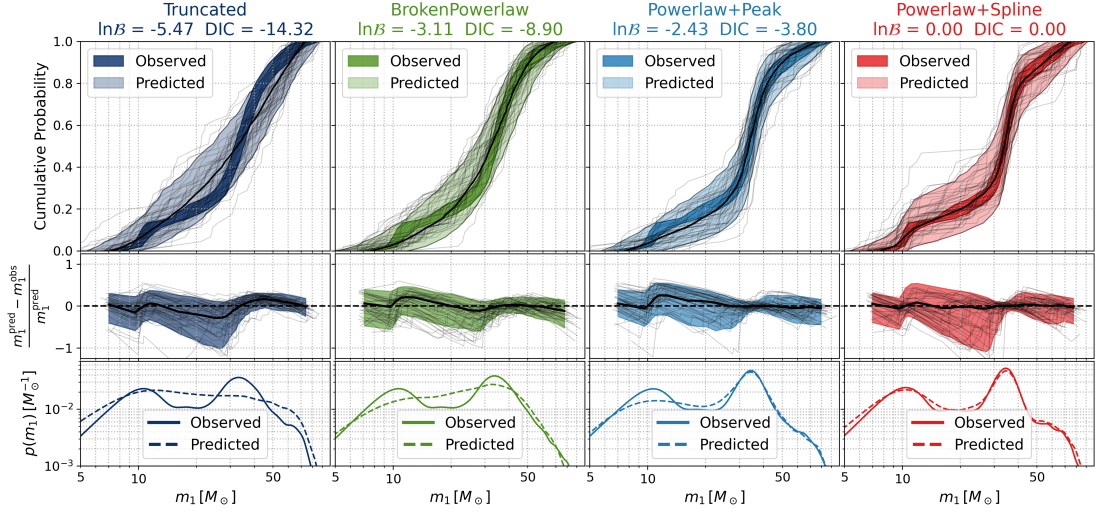 Truncated
lnℬ = -5.47 DIC = -14.32
BrokenPowerlaw
lnℬ = -3.11 DIC = -8.90
Powerlaw+Peak
lnℬ = -2.43 DIC = -3.80
Powerlaw+Spline
lnℬ = 0.00 DIC = 0.00
Cumulative Probability
1.0
0.8
0.6
0.4
0.2
0.0
Observed
Predicted
Observed
Predicted
Observed
Predicted
Observed
Predicted
m₁^pred − m₁^obs
m₁^pred
1
0
−1
p(m₁) [M⊙⁻¹]
10⁻²
10⁻³
Observed
Predicted
Observed
Predicted
Observed
Predicted
Observed
Predicted
5 10 50
5 10 50
5 10 50
5 10 50
m₁ [M⊙]
m₁ [M⊙]
m₁ [M⊙]
m₁ [M⊙]